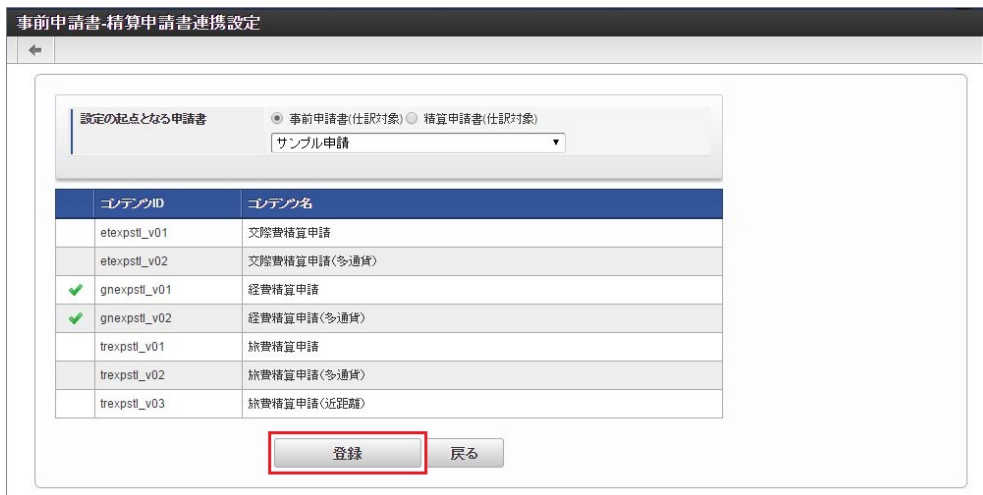 事前申請書-精算申請書連携設定
設定の起点となる申請書
事前申請書(仕訳対象) 精算申請書(仕訳対象)
サンプル申請
コンテンツID コンテンツ名
etexpstl_v01 交際費精算申請
etexpstl_v02 交際費精算申請(多通貨)
gnexpstl_v01 経費精算申請
gnexpstl_v02 経費精算申請(多通貨)
trexpstl_v01 旅費精算申請
trexpstl_v02 旅費精算申請(多通貨)
trexpstl_v03 旅費精算申請(近距離)
登録 戻る